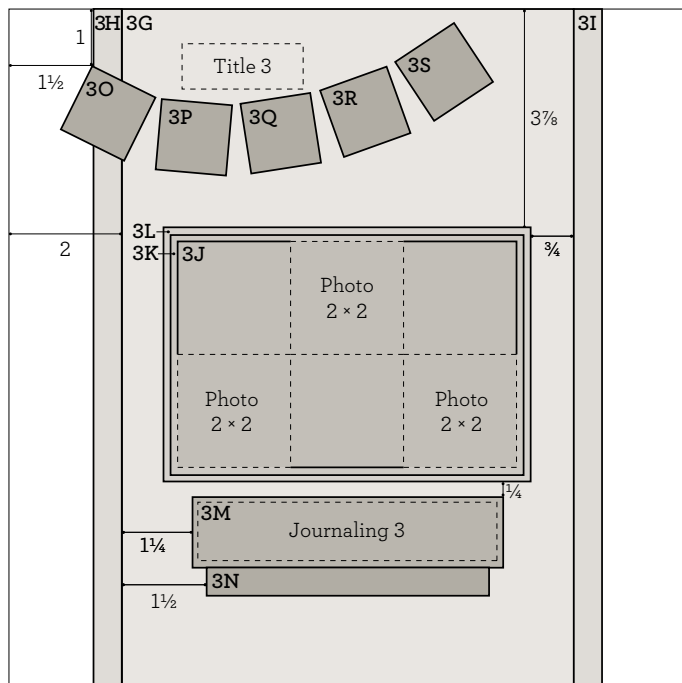 3H
3G
3I
1
3S
Title 3
1½
3O
3R
3P
3Q
3⅞
3L
2
3K
3J
¾
Photo
2 × 2
Photo
2 × 2
Photo
2 × 2
¼
3M
Journaling 3
1¼
3N
1½